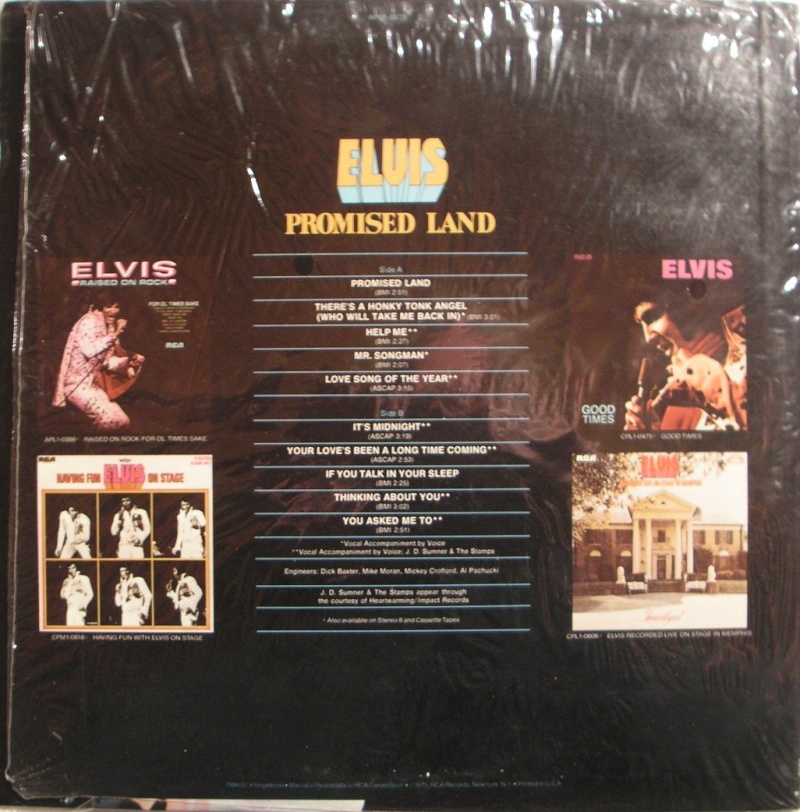 ELVIS
PROMISED LAND
Side A
PROMISED LAND
(BMI 2:51)
THERE'S A HONKY TONK ANGEL
(WHO WILL TAKE ME BACK IN)* (BMI 3:01)
HELP ME**
(BMI 2:27)
MR. SONGMAN*
(BMI 2:07)
LOVE SONG OF THE YEAR**
(ASCAP 3:15)
Side B
IT'S MIDNIGHT**
(ASCAP 3:19)
YOUR LOVE'S BEEN A LONG TIME COMING**
(ASCAP 2:53)
IF YOU TALK IN YOUR SLEEP
(BMI 2:25)
THINKING ABOUT YOU**
(BMI 3:02)
YOU ASKED ME TO**
(BMI 2:51)
*Vocal Accompaniment by Voice
**Vocal Accompaniment by Voice; J. D. Sumner & The Stamps
Engineers: Dick Baxter, Mike Moran, Mickey Crofford, Al Pachucki
J. D. Sumner & The Stamps appear through
the courtesy of Heartwarming/Impact Records
Also available on Stereo 8 and Cassette Tapes
ELVIS
RAISED ON ROCK
FOR OL' TIMES SAKE
RCA
APL1-0388 RAISED ON ROCK FOR OL TIMES SAKE
RCA
HAVING FUN WITH ELVIS ON STAGE
CPM1-0818 HAVING FUN WITH ELVIS ON STAGE
RCA
ELVIS
GOOD
TIMES
CPL1-0475 GOOD TIMES
RCA
ELVIS
Graceland
CPL1-0606 ELVIS RECORDED LIVE ON STAGE IN MEMPHIS
RCA Records, New York, N.Y. • Printed in U.S.A.